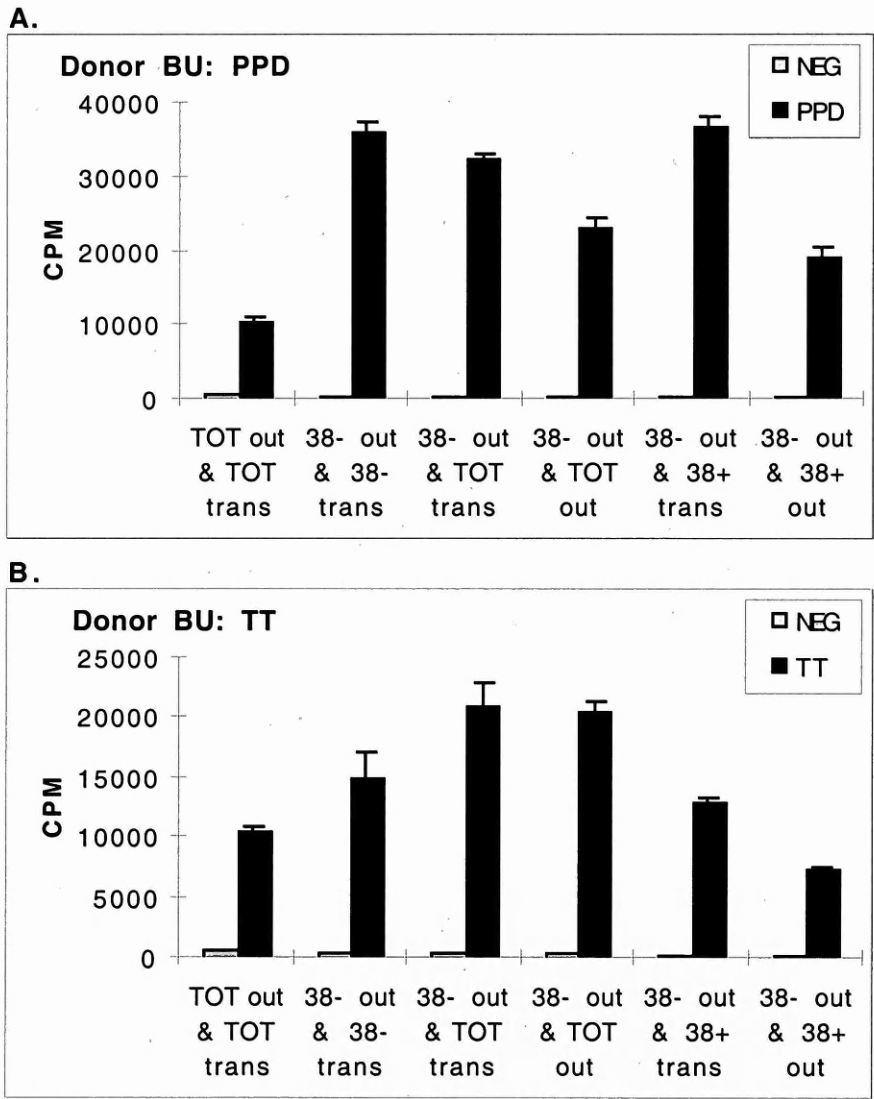 A.
Donor BU: PPD
NEG
PPD
40000
30000
20000
10000
0
CPM
TOT out 38- out 38- out 38- out 38- out 38- out
& TOT & 38- & TOT & TOT & 38+ & 38+
trans trans trans out trans out
B.
Donor BU: TT
NEG
TT
25000
20000
15000
10000
5000
0
CPM
TOT out 38- out 38- out 38- out 38- out 38- out
& TOT & 38- & TOT & TOT & 38+ & 38+
trans trans trans out trans out